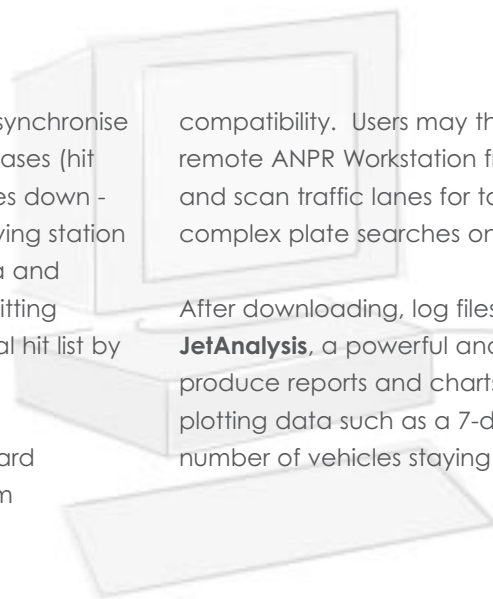 synchronise
ases (hit
es down -
ving station
a and
itting
al hit list by
ard
m
compatibility. Users may th
remote ANPR Workstation fr
and scan traffic lanes for ta
complex plate searches on
After downloading, log files
JetAnalysis, a powerful and
produce reports and charts
plotting data such as a 7-d
number of vehicles staying